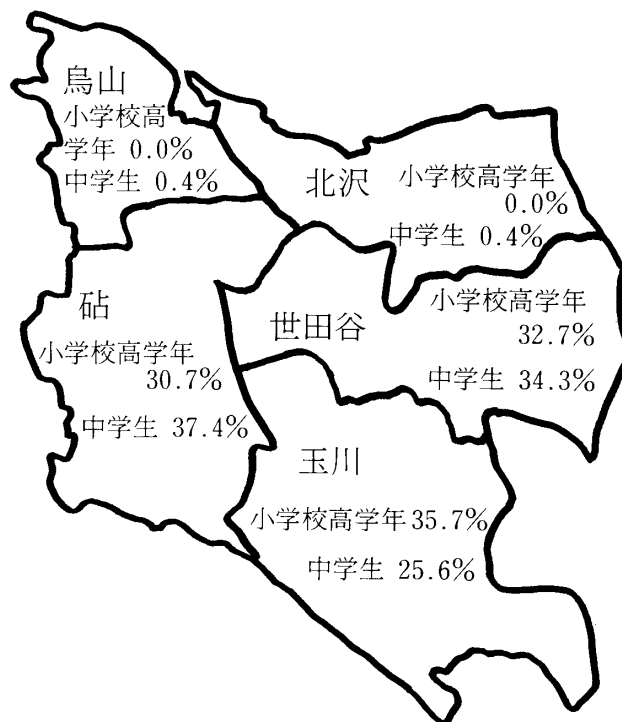 烏山
小学校高
学年 0.0%
中学生 0.4%
北沢
小学校高学年
0.0%
中学生 0.4%
砧
小学校高学年
30.7%
中学生 37.4%
世田谷
小学校高学年
32.7%
中学生 34.3%
玉川
小学校高学年 35.7%
中学生 25.6%